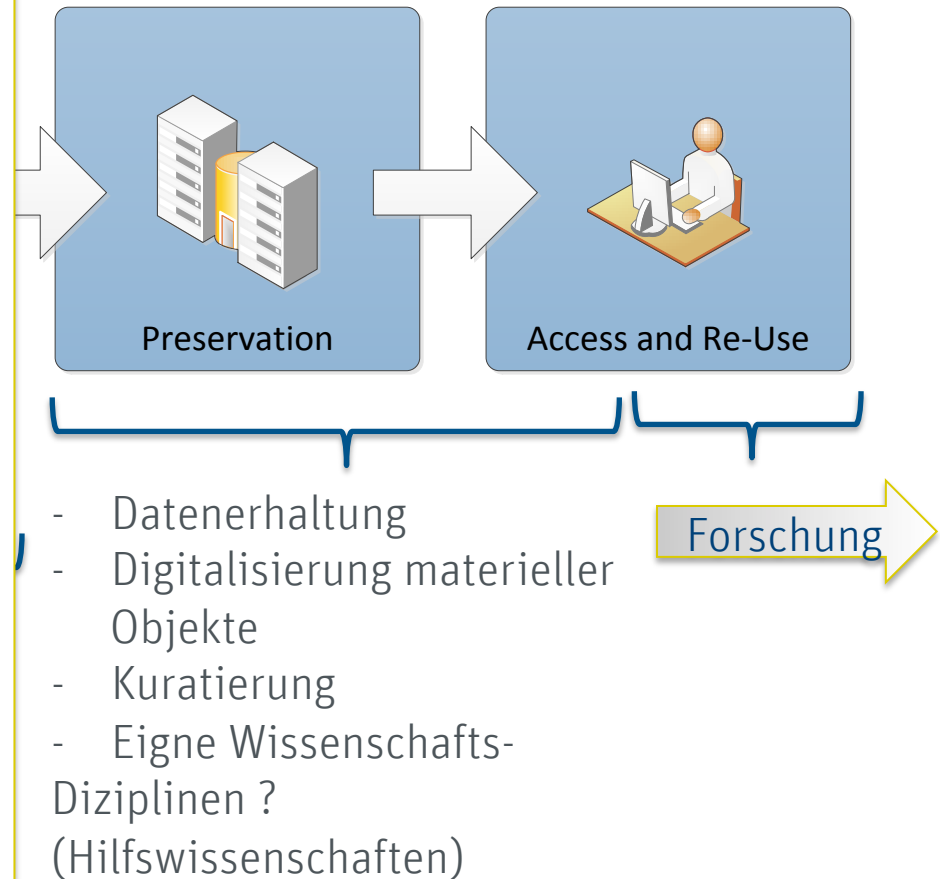 Preservation
Access and Re-Use
- Datenerhaltung
- Digitalisierung materieller
Objekte
- Kuratierung
- Eigne Wissenschafts-
Diziplinen ?
(Hilfswissenschaften)
Forschung